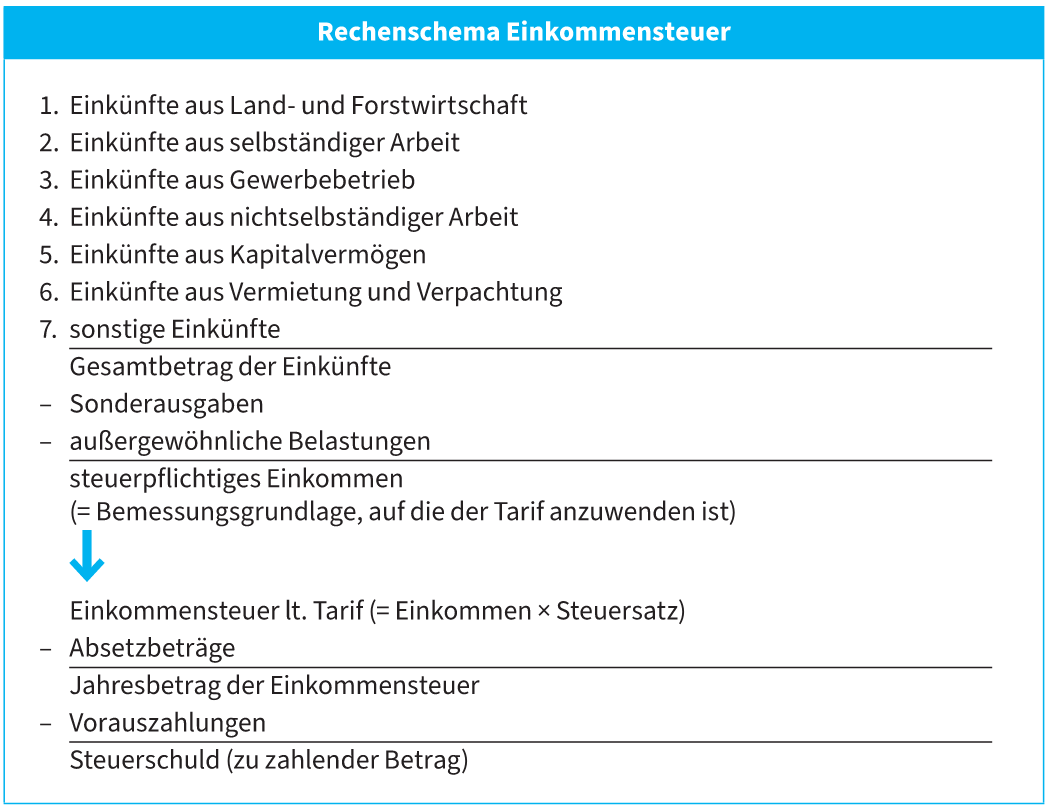 Rechenschema Einkommensteuer
1. Einkünfte aus Land- und Forstwirtschaft
2. Einkünfte aus selbständiger Arbeit
3. Einkünfte aus Gewerbebetrieb
4. Einkünfte aus nichtselbständiger Arbeit
5. Einkünfte aus Kapitalvermögen
6. Einkünfte aus Vermietung und Verpachtung
7. sonstige Einkünfte
Gesamtbetrag der Einkünfte
– Sonderausgaben
– außergewöhnliche Belastungen
steuerpflichtiges Einkommen
(= Bemessungsgrundlage, auf die der Tarif anzuwenden ist)
Einkommensteuer lt. Tarif (= Einkommen × Steuersatz)
– Absetzbeträge
Jahresbetrag der Einkommensteuer
– Vorauszahlungen
Steuerschuld (zu zahlender Betrag)